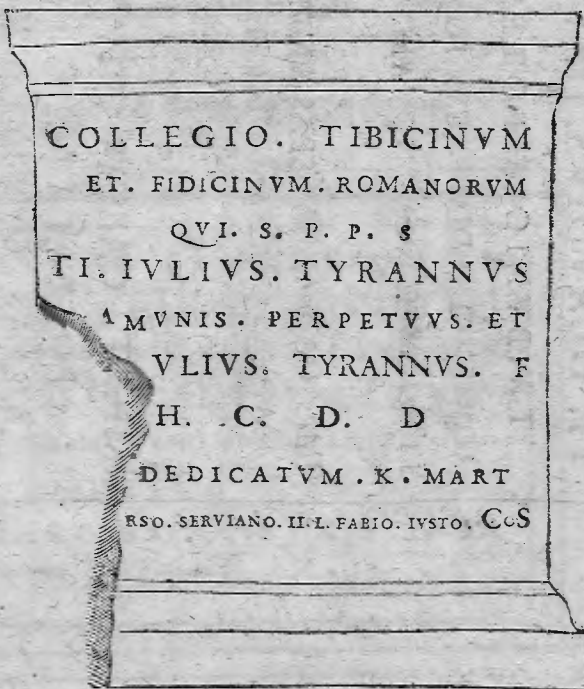 COLLEGIO. TIBICINVM
ET. FIDICINVM. ROMANORVM
QVI. S. P. P. S
TI. IVLIVS. TYRANNVS
MVNIS. PERPETVVS. ET
VLIVS. TYRANNVS. F
H. C. D. D
DEDICATVM. K. MART
RSO. SERVIANO. II. L. FABIO. IVSTO. COS